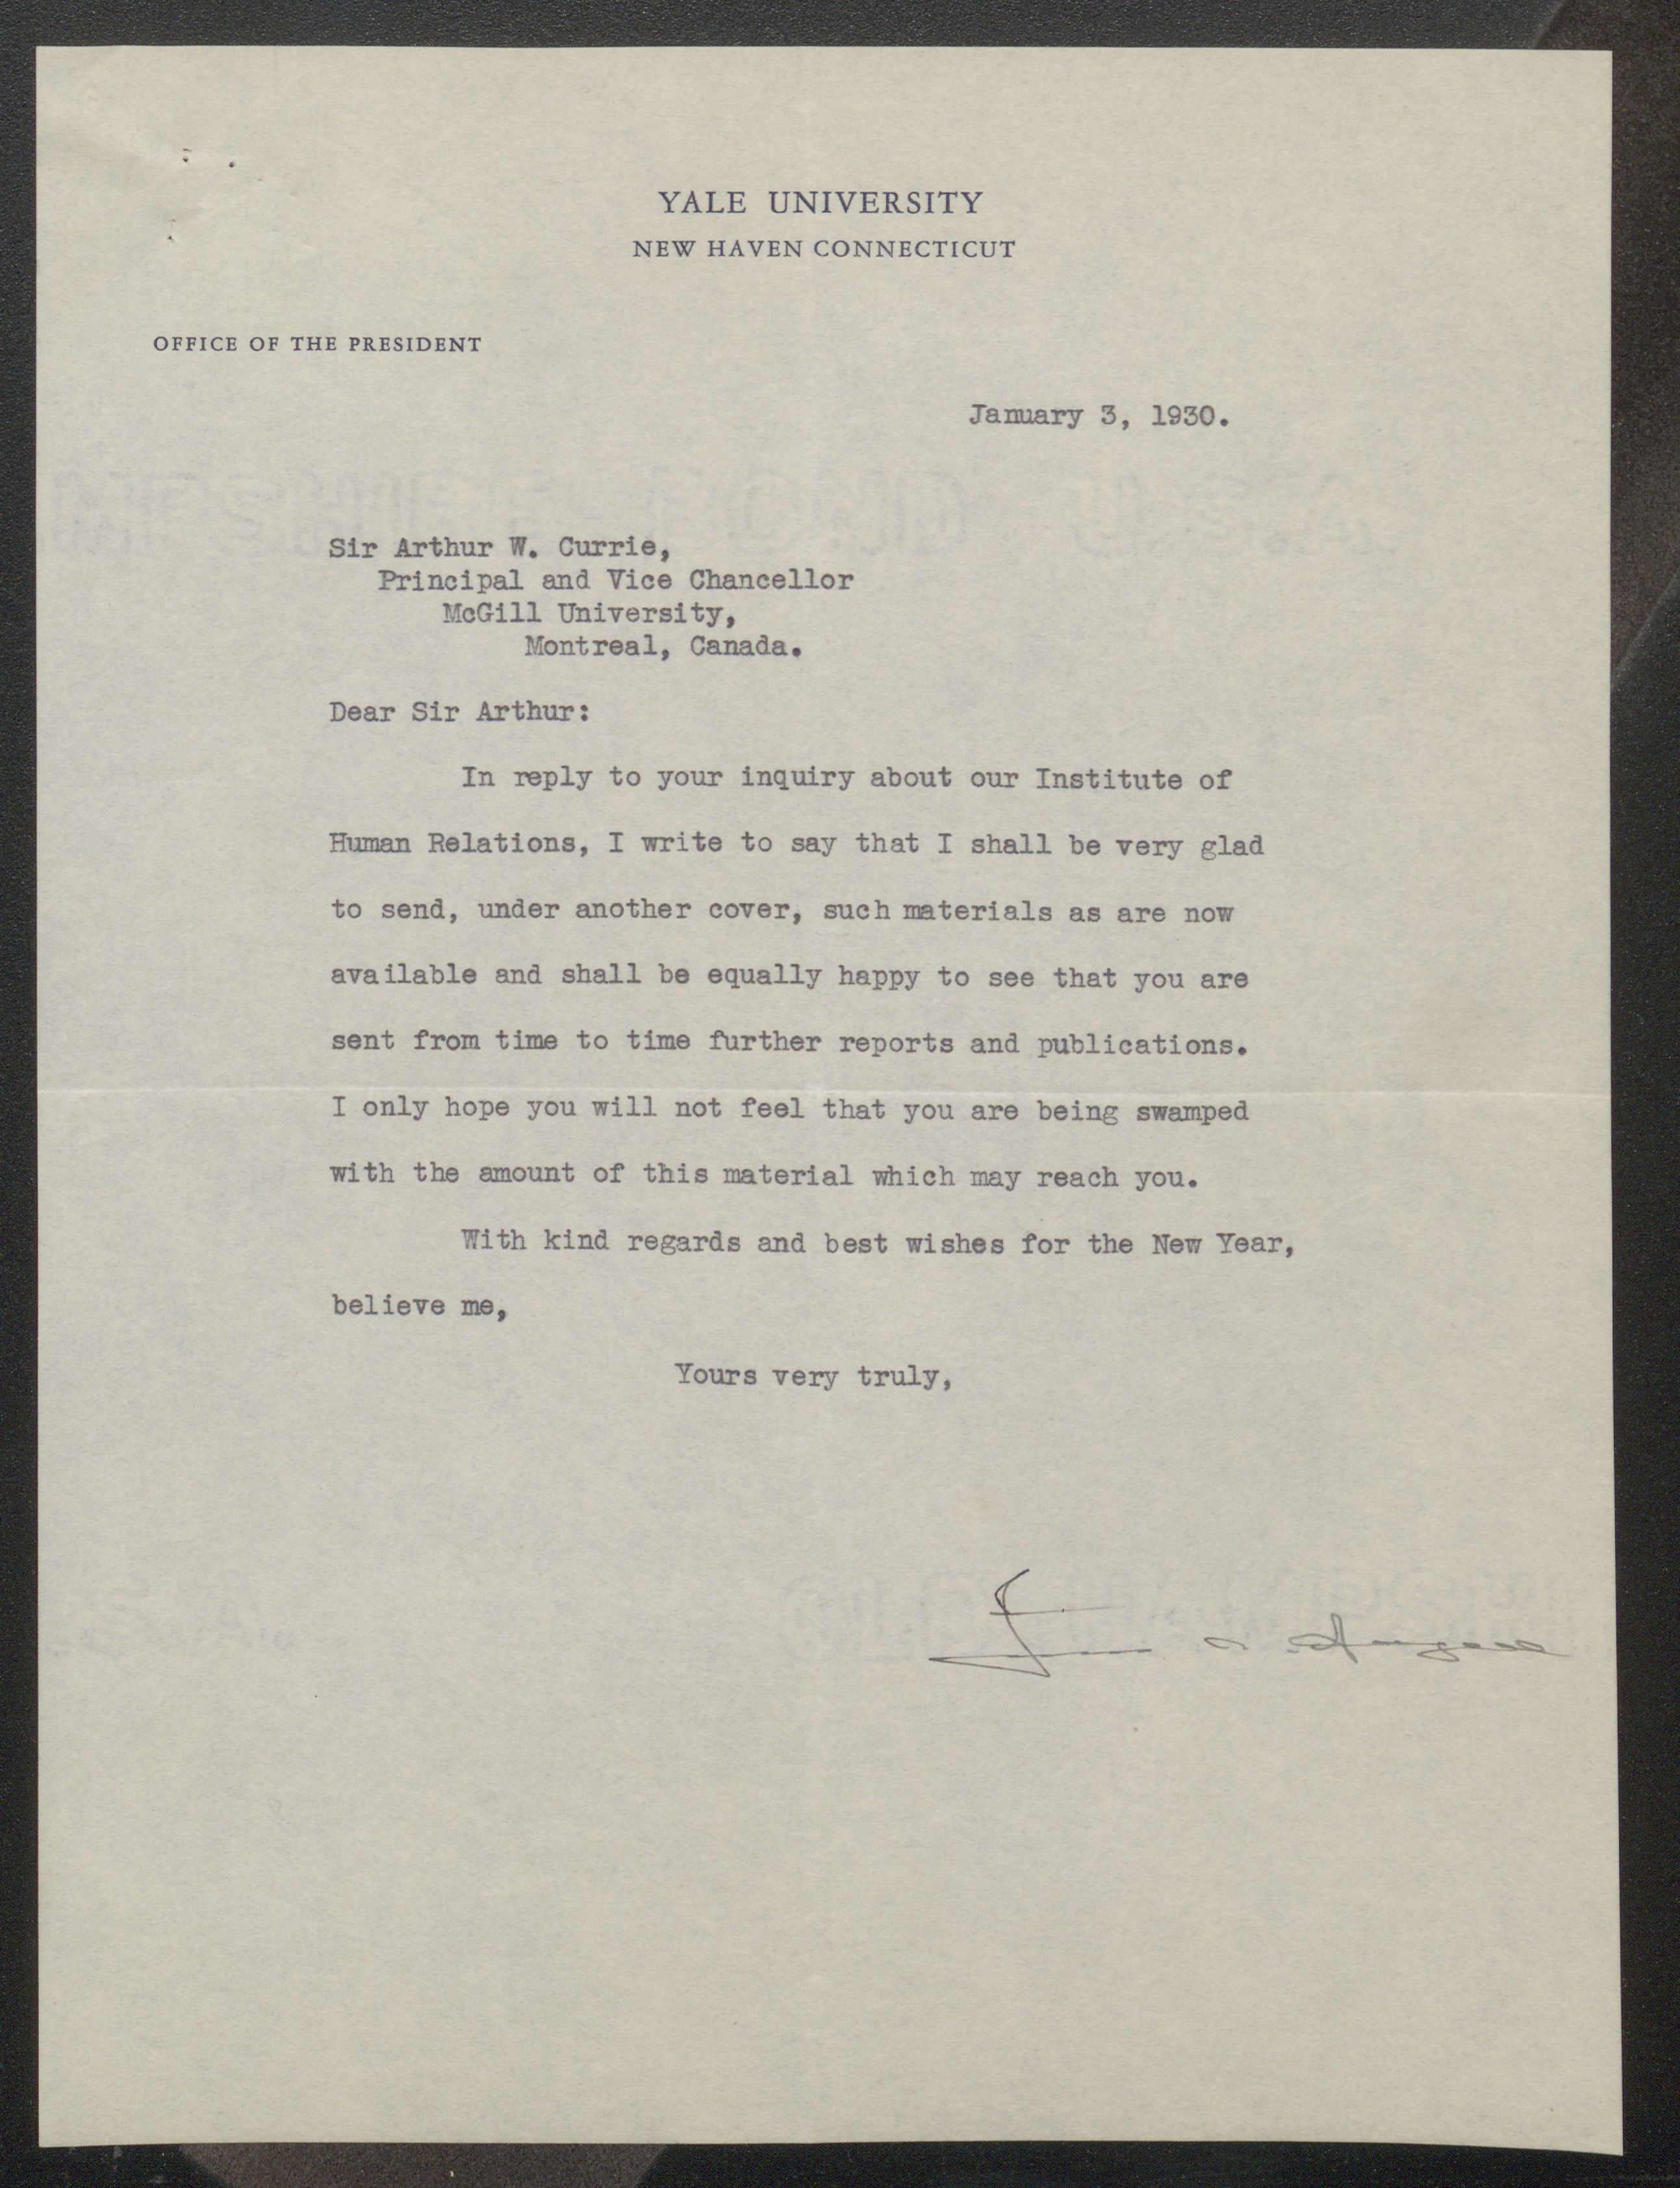 YALE UNIVERSITY
NEW HAVEN CONNECTICUT
OFFICE OF THE PRESIDENT
January 3, 1930.
Sir Arthur W. Currie,
Principal and Vice Chancellor
McGill University,
Montreal, Canada.
Dear Sir Arthur:
In reply to your inquiry about our Institute of
Human Relations, I write to say that I shall be very glad
to send, under another cover, such materials as are now
available and shall be equally happy to see that you are
sent from time to time further reports and publications.
I only hope you will not feel that you are being swamped
with the amount of this material which may reach you.
With kind regards and best wishes for the New Year,
believe me,
Yours very truly,
Angell